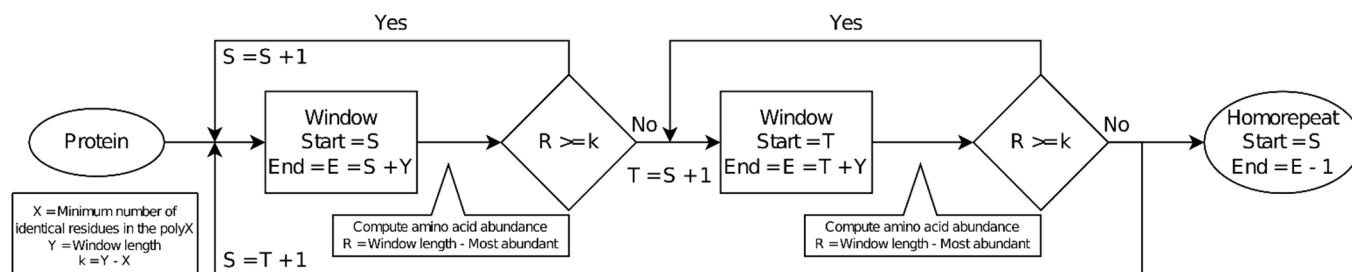 Yes
Yes
S =S +1
Protein
Window
Start =S
End =E =S +Y
R >=k
No
T =S +1
Window
Start =T
End =E =T +Y
R >=k
No
Homorepeat
Start =S
End =E - 1
X =Minimum number of
identical residues in the polyX
Y =Window length
k =Y - X
Compute amino acid abundance
R =Window length - Most abundant
Compute amino acid abundance
R =Window length - Most abundant
S =T +1